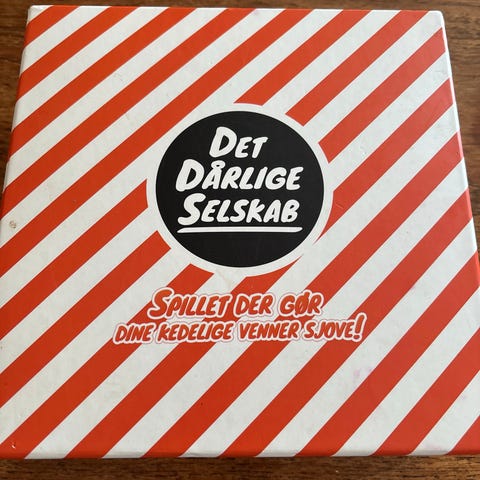 DET
DÅRLIGE
SELSKAB
SPILLET DER GØR
DINE KEDELIGE VENNER SJOVE!